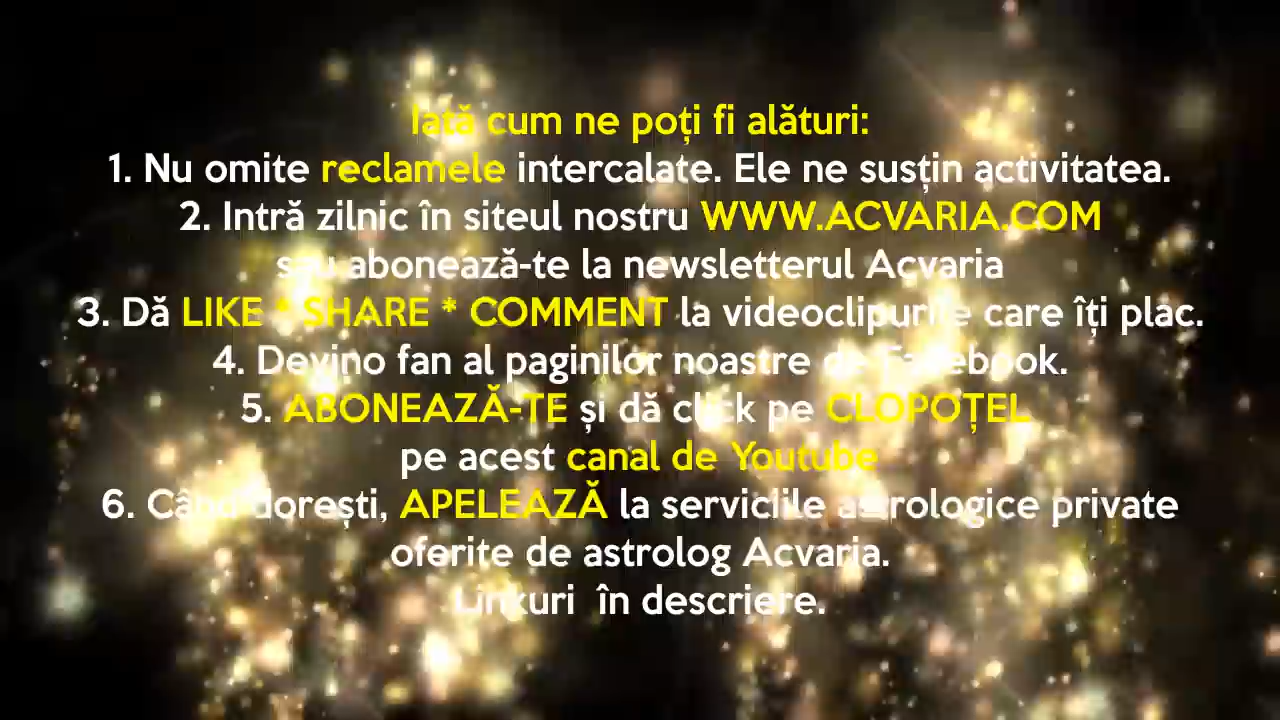 Iată cum ne poți fi alături:
1. Nu omite reclamele intercalate. Ele ne susțin activitatea.
2. Intră zilnic în siteul nostru WWW.ACVARIA.COM
sau abonează-te la newsletterul Acvaria
3. Dă LIKE * SHARE * COMMENT la videoclipurile care îți plac.
4. Devino fan al paginilor noastre de Facebook.
5. ABONEAZĂ-TE și dă click pe CLOPOȚEL
pe acest canal de Youtube
6. Când dorești, APELEAZĂ la serviciile astrologice private
oferite de astrolog Acvaria.
Linkuri în descriere.